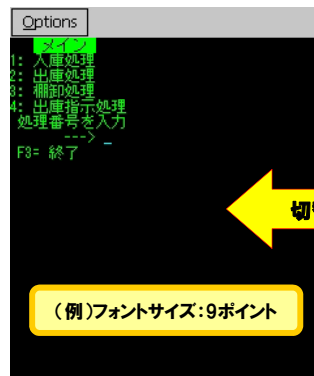 Options
メイン
1: 入庫処理
2: 出庫処理
3: 棚卸処理
4: 出庫指示処理
処理番号を入力
---> _
F3= 終了
切
(例)フォントサイズ:9ポイント